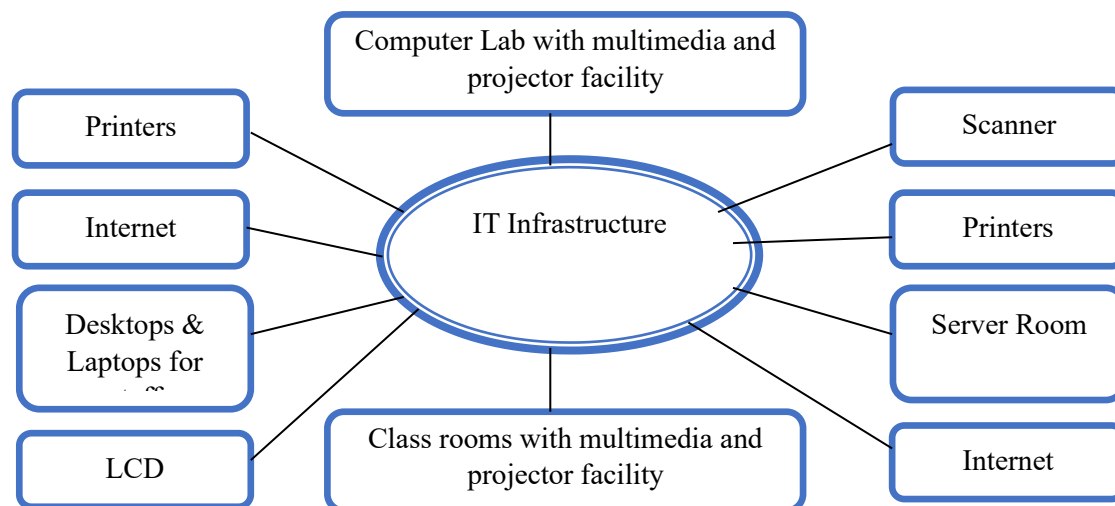 Computer Lab with multimedia and
projector facility
Printers
Scanner
Internet
IT Infrastructure
Printers
Desktops &
Laptops for
Server Room
LCD
Class rooms with multimedia and
projector facility
Internet